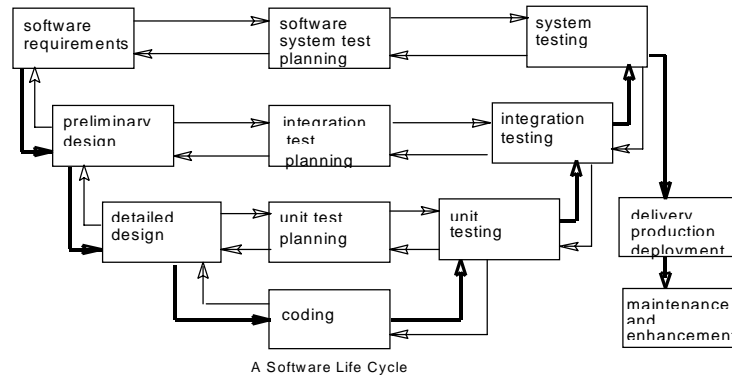 software
requirements
software
system test
planning
system
testing
preliminary
design
integration
test
planning
integration
testing
detailed
design
unit test
planning
unit
testing
delivery
production
deployment
coding
maintenance
and
enhancement
A Software Life Cycle